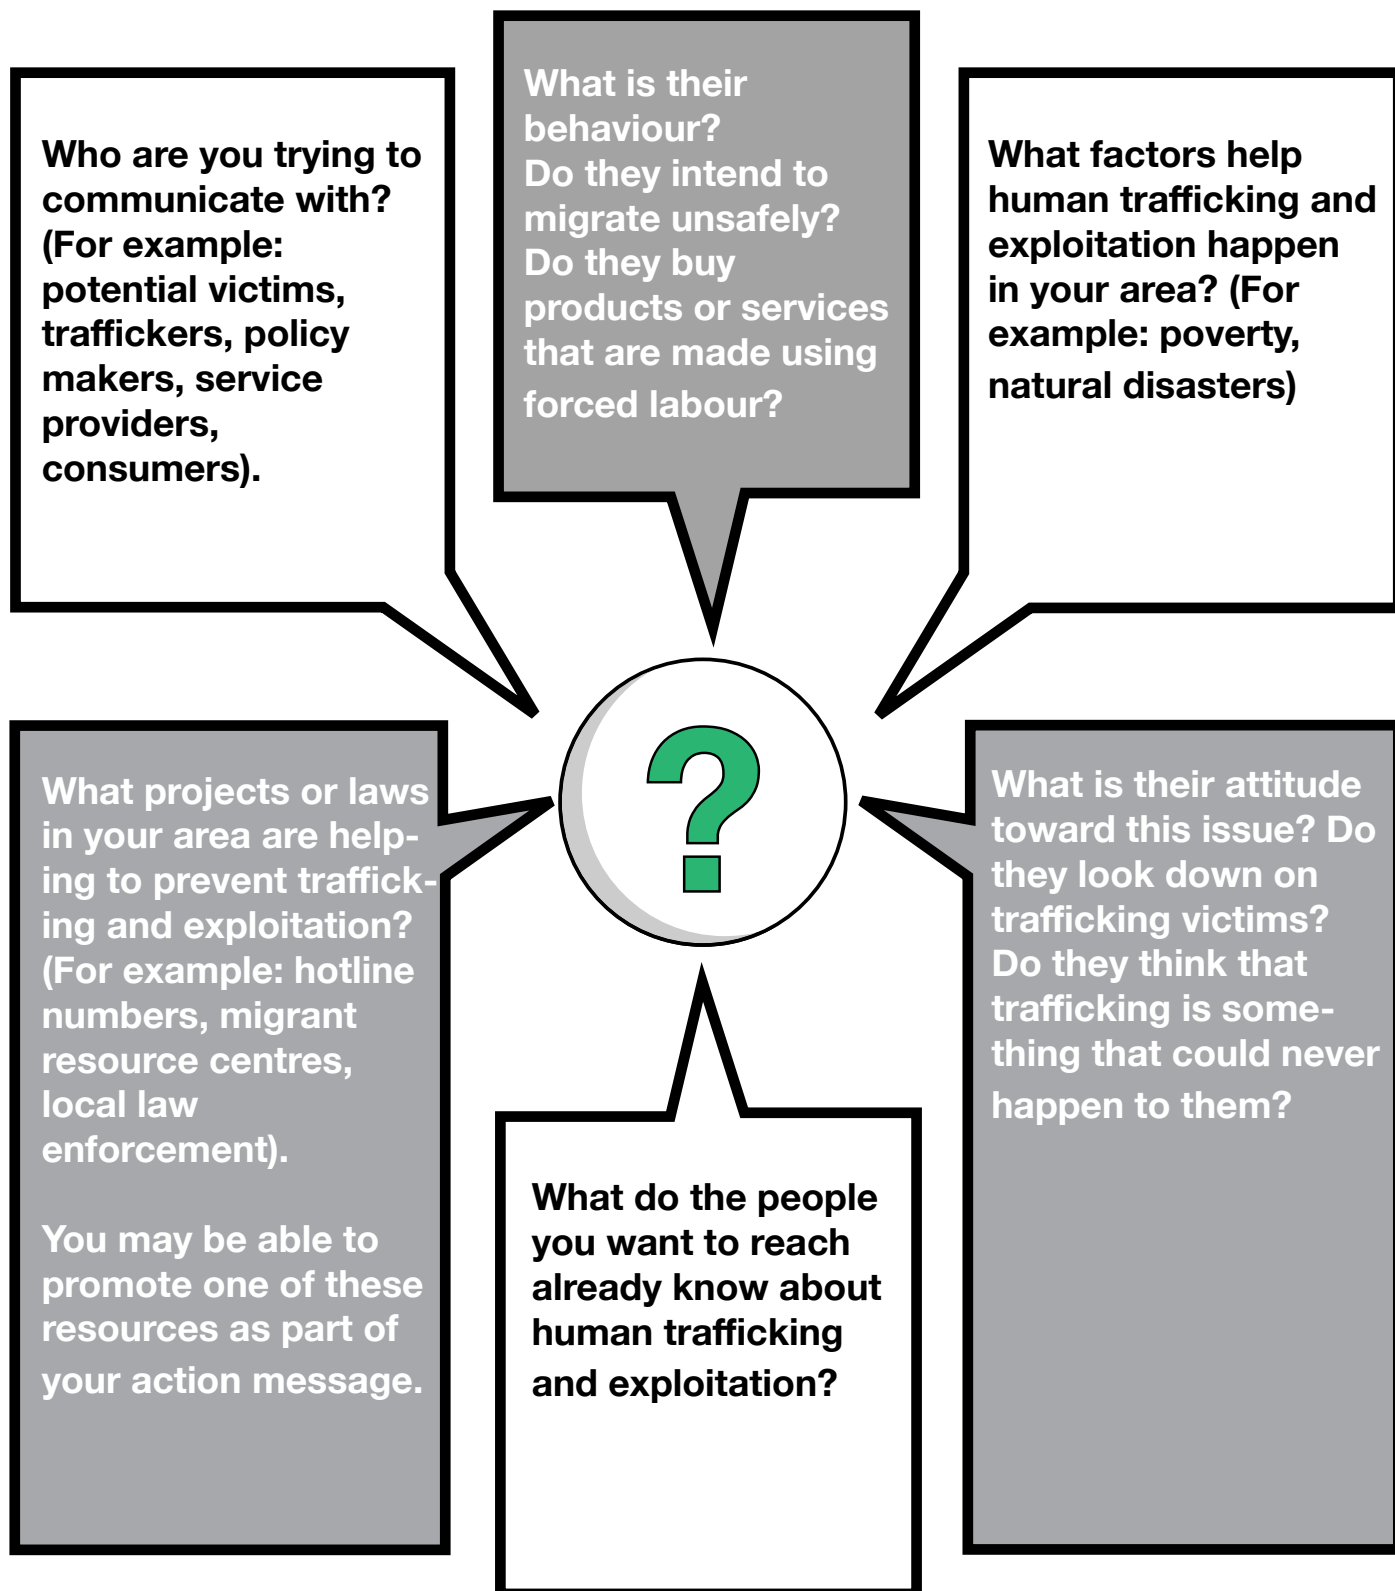 Who are you trying to
communicate with?
(For example:
potential victims,
traffickers, policy
makers, service
providers,
consumers).
What is their
behaviour?
Do they intend to
migrate unsafely?
Do they buy
products or services
that are made using
forced labour?
What factors help
human trafficking and
exploitation happen
in your area? (For
example: poverty,
natural disasters)
What projects or laws
in your area are help-
ing to prevent traffick-
ing and exploitation?
(For example: hotline
numbers, migrant
resource centres,
local law
enforcement).
You may be able to
promote one of these
resources as part of
your action message.
?
What is their attitude
toward this issue? Do
they look down on
trafficking victims?
Do they think that
trafficking is some-
thing that could never
happen to them?
What do the people
you want to reach
already know about
human trafficking
and exploitation?